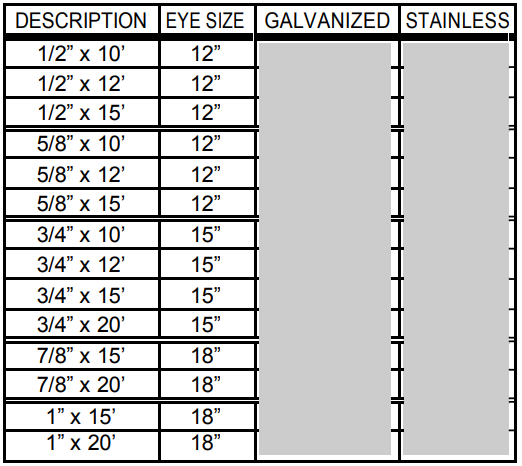 DESCRIPTION EYE SIZE GALVANIZED STAINLESS
1/2” x 10’ 12”
1/2” x 12’ 12”
1/2” x 15’ 12”
5/8” x 10’ 12”
5/8” x 12’ 12”
5/8” x 15’ 12”
3/4” x 10’ 15”
3/4” x 12’ 15”
3/4” x 15’ 15”
3/4” x 20’ 15”
7/8” x 15’ 18”
7/8” x 20’ 18”
1” x 15’ 18”
1” x 20’ 18”